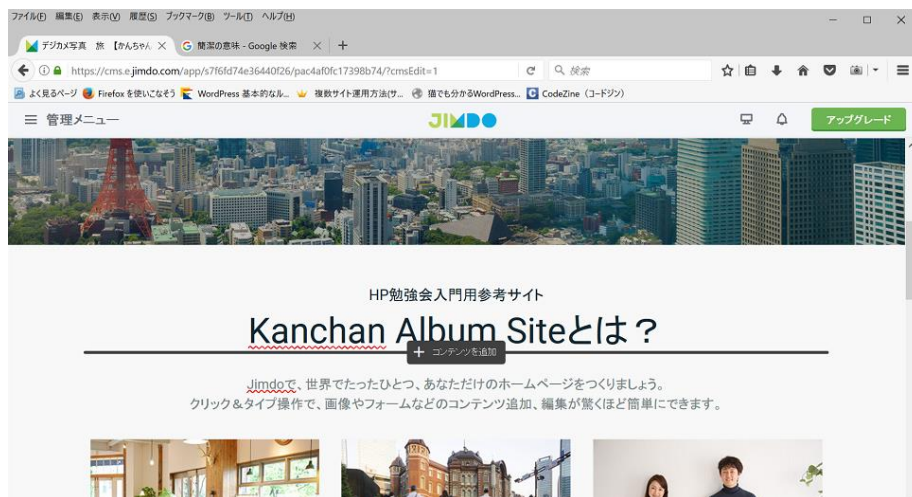 ファイル(F) 編集(E) 表示(V) 履歴(S) ブックマーク(B) ツール(T) ヘルプ(H)
デジカメ写真 旅 【かんちゃん
簡潔の意味 - Google 検索
https://cms.e.jimdo.com/app/s7f6fd74e36440f26/pac4af0fc17398b74/?cmsEdit=1
検索
よく見るページ Firefox を使いこなそう WordPress 基本的なル... 複数サイト運用方法(サ... 猫でも分かるWordPress... CodeZine（コードジン）
管理メニュー
JIMDO
アップグレード
HP勉強会入門用参考サイト
Kanchan Album Siteとは？
コンテンツを追加
Jimdoで、世界でたったひとつ、あなただけのホームページをつくりましょう。
クリック＆タイプ操作で、画像やフォームなどのコンテンツ追加、編集が驚くほど簡単にできます。